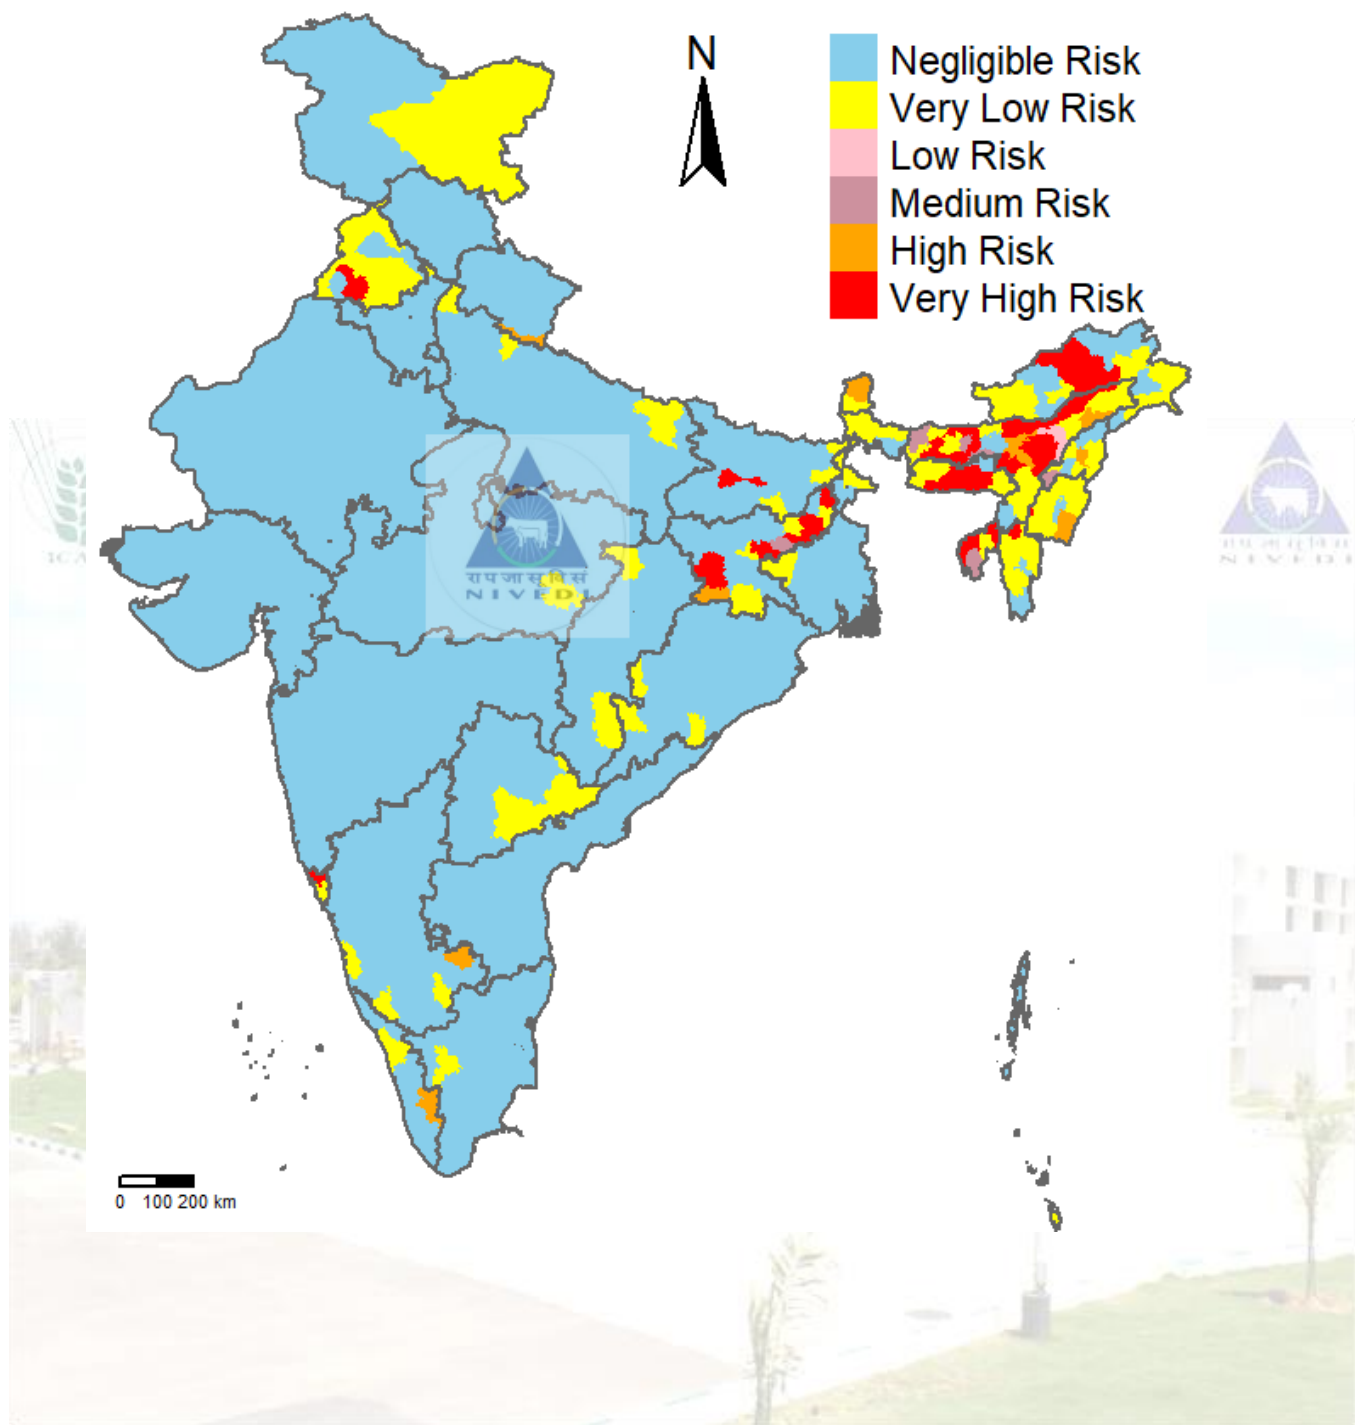 N
Negligible Risk
Very Low Risk
Low Risk
Medium Risk
High Risk
Very High Risk
राप जा सू वि सं
NIVEDI
NIVEDI
0 100 200 km